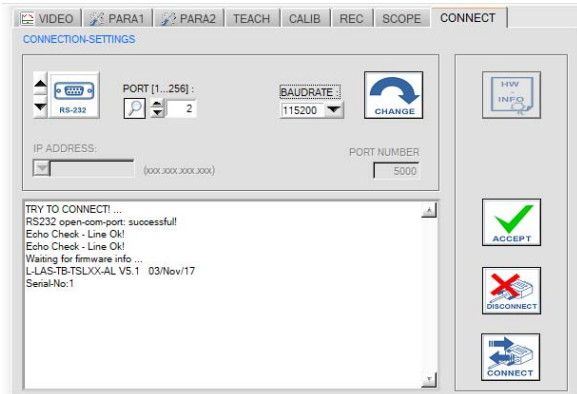 VIDEO PARA1 PARA2 TEACH CALIB REC SCOPE CONNECT
CONNECTION-SETTINGS
RS-232
PORT [1...256] :
2
BAUDRATE :
115200
CHANGE
IP ADDRESS:
(xxx.xxx.xxx.xxx)
PORT NUMBER
5000
HW
-
INFO
TRY TO CONNECT! ...
RS232 open-com-port: successful!
Echo Check - Line Ok!
Echo Check - Line Ok!
Waiting for firmware info ...
L-LAS-TB-TSLXX-AL V5.1 03/Nov/17
Serial-No:1
ACCEPT
DISCONNECT
CONNECT